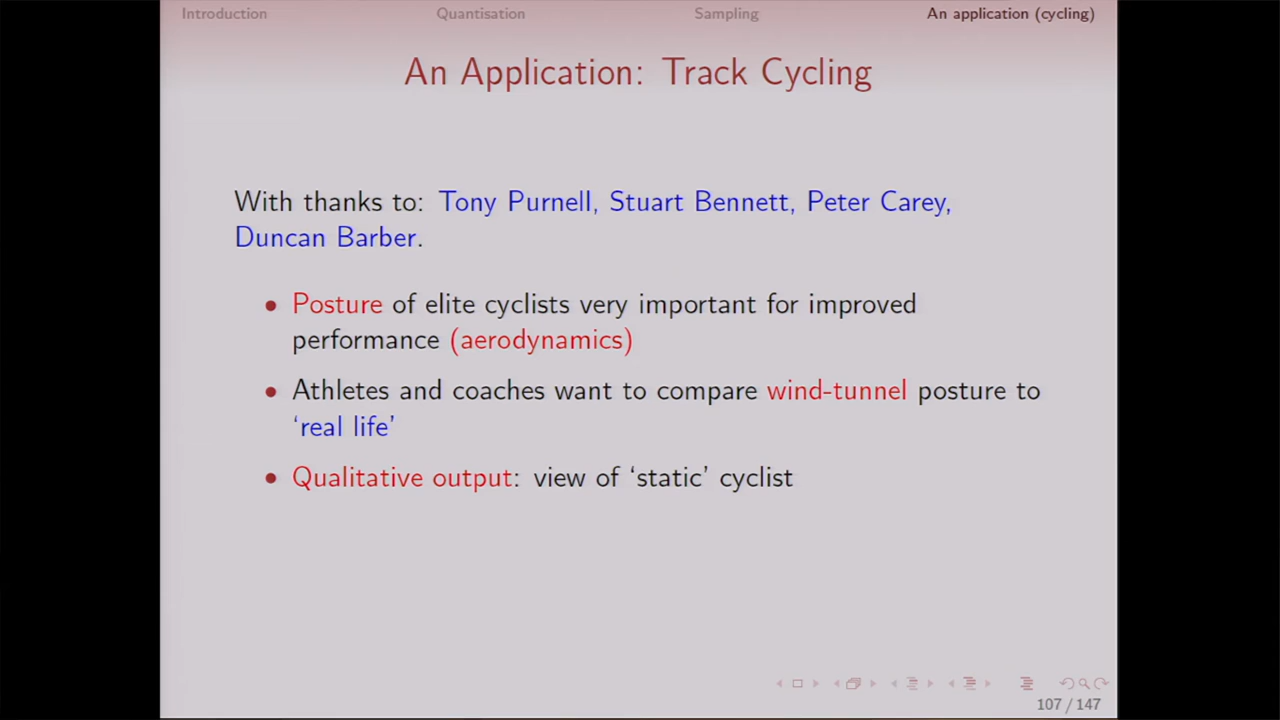 Introduction Quantisation Sampling An application (cycling)
An Application: Track Cycling
With thanks to: Tony Purnell, Stuart Bennett, Peter Carey,
Duncan Barber.
• Posture of elite cyclists very important for improved
performance (aerodynamics)
• Athletes and coaches want to compare wind-tunnel posture to
‘real life’
• Qualitative output: view of ‘static’ cyclist
107 / 147